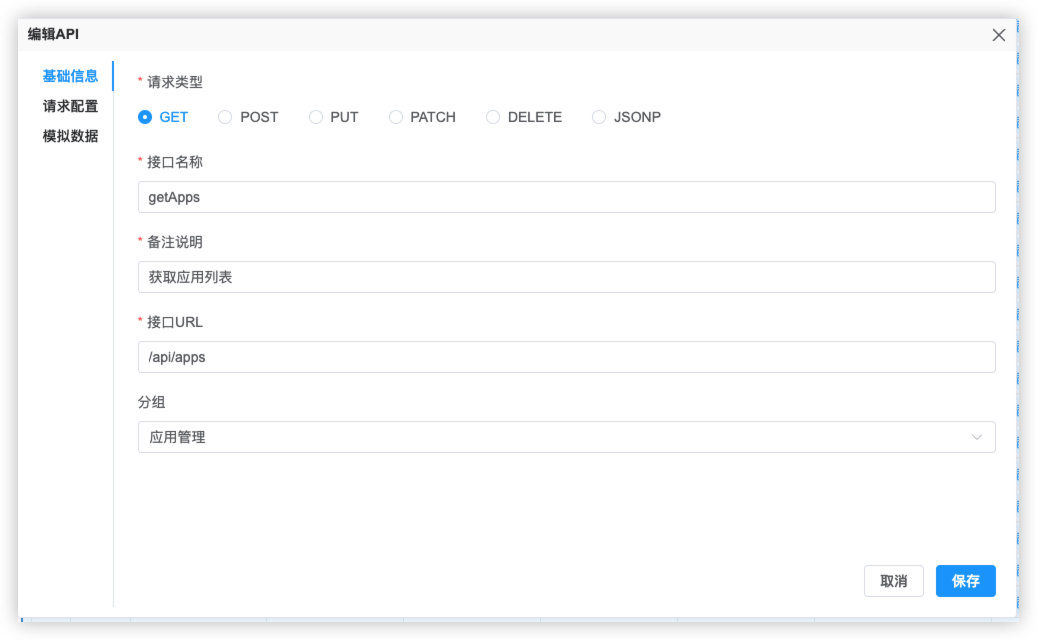 编辑API
基础信息
请求配置
模拟数据
* 请求类型
GET POST PUT PATCH DELETE JSONP
* 接口名称
getApps
* 备注说明
获取应用列表
* 接口URL
/api/apps
分组
应用管理
取消 保存